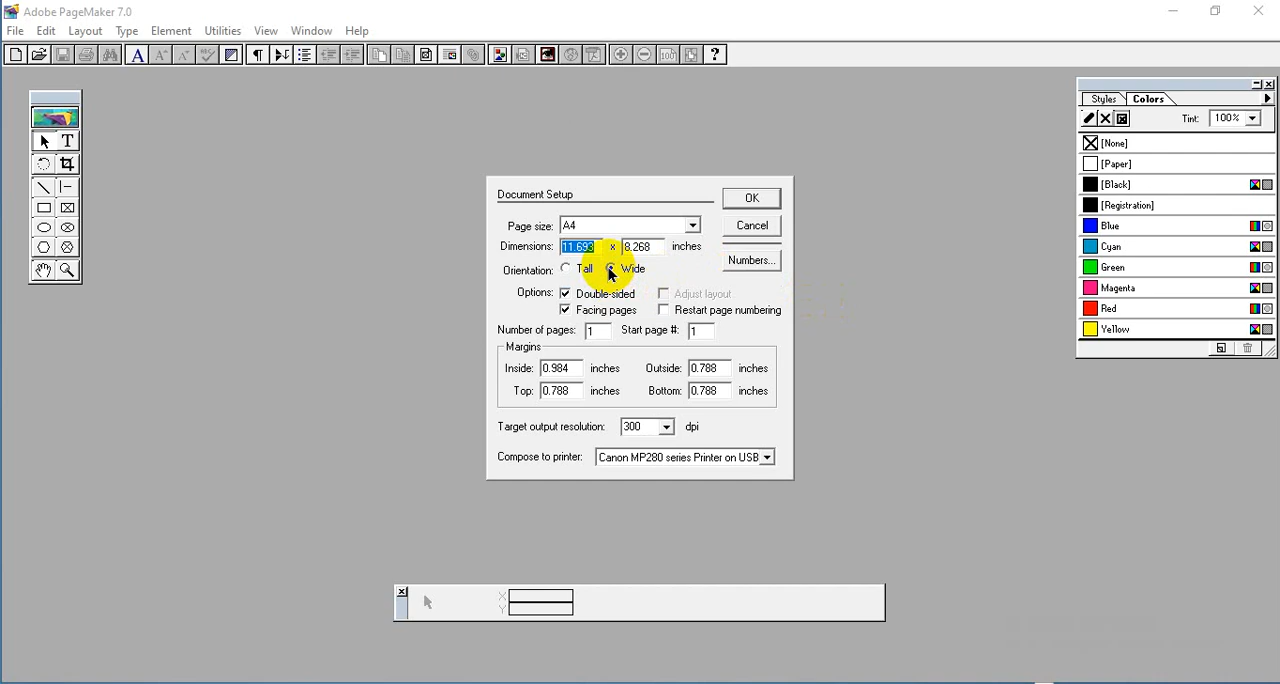 Adobe PageMaker 7.0
File Edit Layout Type Element Utilities View Window Help
Styles Colors
Tint: 100%
[None]
[Paper]
[Black]
[Registration]
Blue
Cyan
Green
Magenta
Red
Yellow
Document Setup
OK
Page size: A4
Cancel
Dimensions: 11.693 x 8.268 inches
Numbers...
Orientation: Tall Wide
Options: Double-sided Adjust layout
Facing pages Restart page numbering
Number of pages: 1 Start page #: 1
Margins
Inside: 0.984 inches Outside: 0.788 inches
Top: 0.788 inches Bottom: 0.788 inches
Target output resolution: 300 dpi
Compose to printer: Canon MP280 series Printer on USB
X
Y